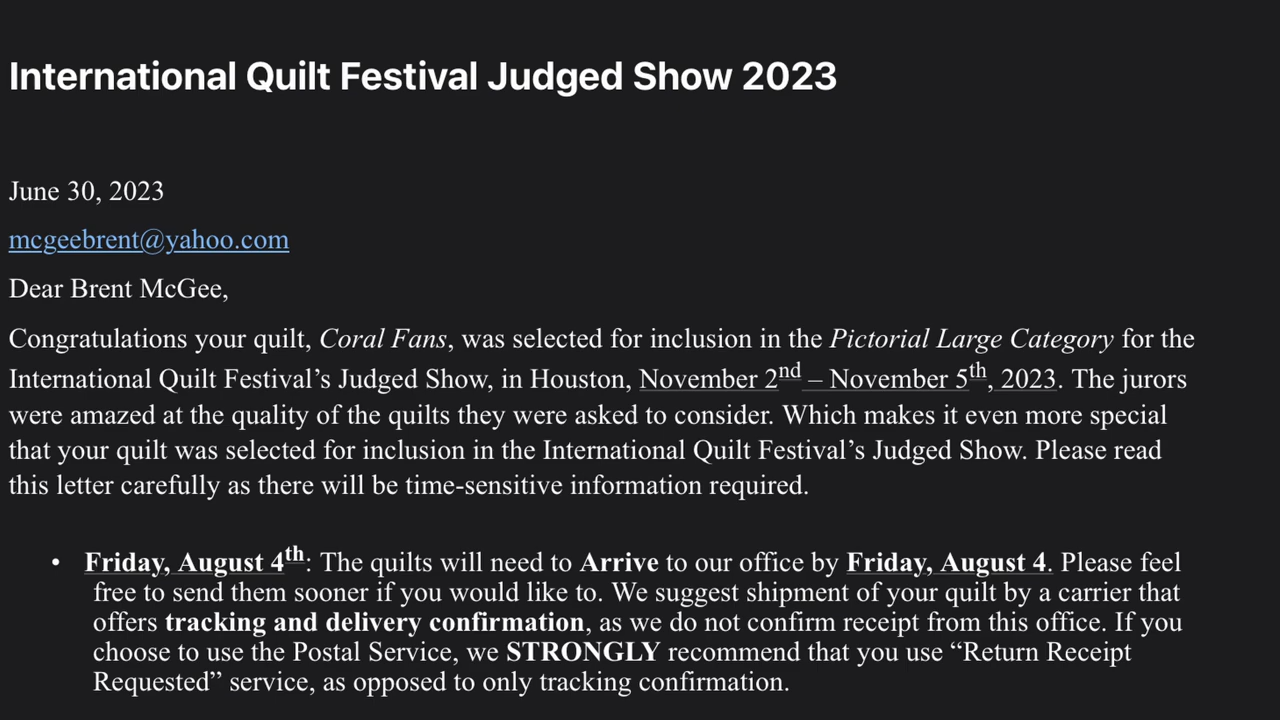 International Quilt Festival Judged Show 2023
June 30, 2023
mcgeebrent@yahoo.com
Dear Brent McGee,
Congratulations your quilt, Coral Fans, was selected for inclusion in the Pictorial Large Category for the
International Quilt Festival’s Judged Show, in Houston, November 2nd – November 5th, 2023. The jurors
were amazed at the quality of the quilts they were asked to consider. Which makes it even more special
that your quilt was selected for inclusion in the International Quilt Festival’s Judged Show. Please read
this letter carefully as there will be time-sensitive information required.
• Friday, August 4th: The quilts will need to Arrive to our office by Friday, August 4. Please feel
free to send them sooner if you would like to. We suggest shipment of your quilt by a carrier that
offers tracking and delivery confirmation, as we do not confirm receipt from this office. If you
choose to use the Postal Service, we STRONGLY recommend that you use “Return Receipt
Requested” service, as opposed to only tracking confirmation.